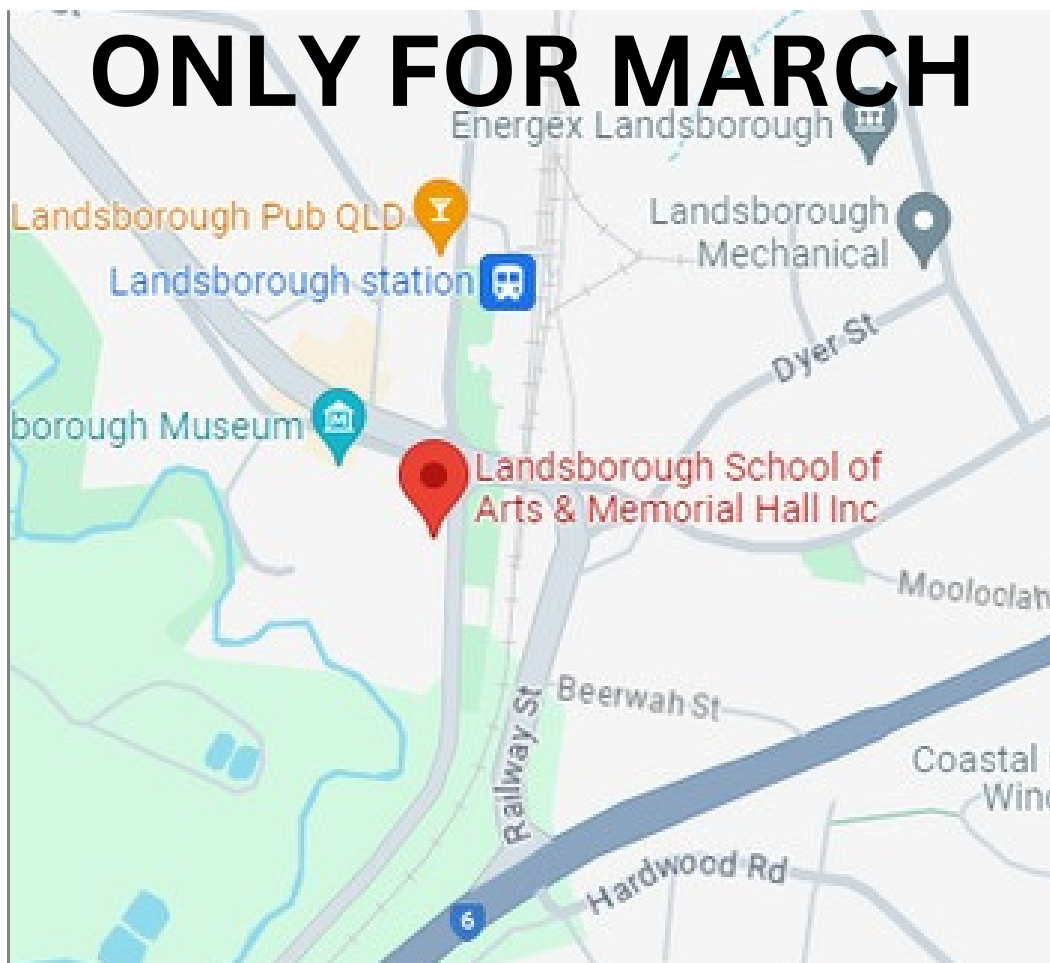 ONLY FOR MARCH
Energex Landsborough
Landsborough Pub QLD
Landsborough
Mechanical
Landsborough station
Dyer St
borough Museum
Landsborough School of
Arts & Memorial Hall Inc
Mooloolah
Beerwah St
Railway St
Coastal
Hardwood Rd
6